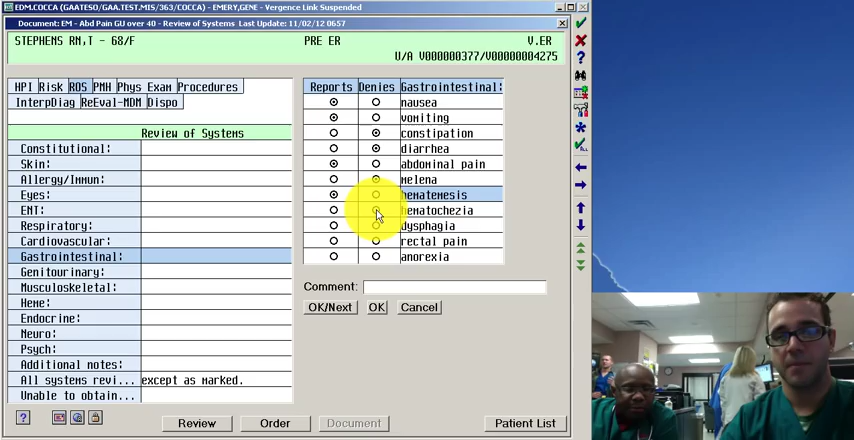 EDM.COCCA (GAATESO/GAA.TEST.MIS/363/COCCA) - EMERY,GENE - Vergence Link Suspended
Document: EM - Abd Pain GU over 40 - Review of Systems Last Update: 11/02/12 0657
STEPHENS RN,T - 68/F PRE ER V.ER
U/A V000000377/V00000004275
HPI Risk ROS PMH Phys Exam Procedures
InterpDiag ReEval-MDM Dispo
Review of Systems
Constitutional:
Skin:
Allergy/Immun:
Eyes:
ENT:
Respiratory:
Cardiovascular:
Gastrointestinal:
Genitourinary:
Musculoskeletal:
Heme:
Endocrine:
Neuro:
Psych:
Additional notes:
All systems revi... except as marked.
Unable to obtain...
Reports Denies Gastrointestinal:
nausea
vomiting
constipation
diarrhea
abdominal pain
melena
hematemesis
hematochezia
dysphagia
rectal pain
anorexia
Comment:
OK/Next OK Cancel
Review Order Document Patient List
ALL